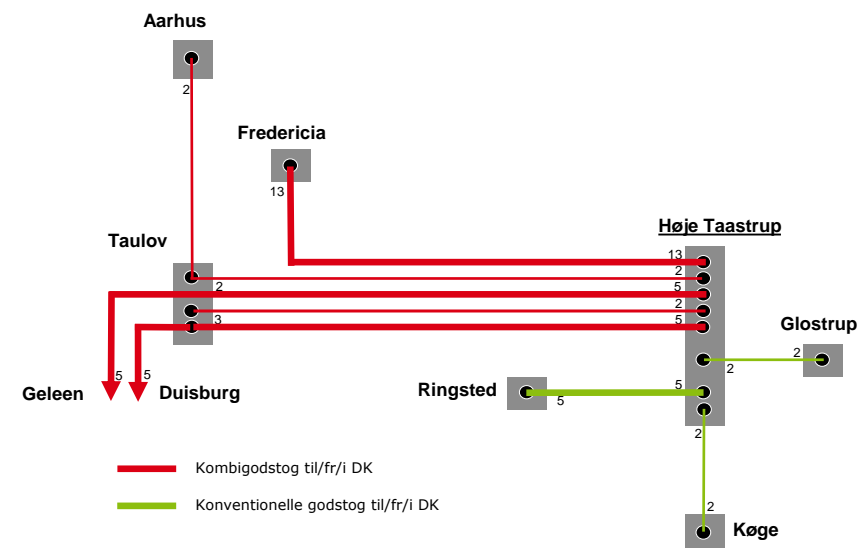 Aarhus
2
Fredericia
13
Høje Taastrup
Taulov
13
2
2
5
2
3
5
Glostrup
2
2
5
5
Geleen
Duisburg
Ringsted
5
5
2
Kombigodstog til/fr/i DK
Konventionelle godstog til/fr/i DK
2
Køge